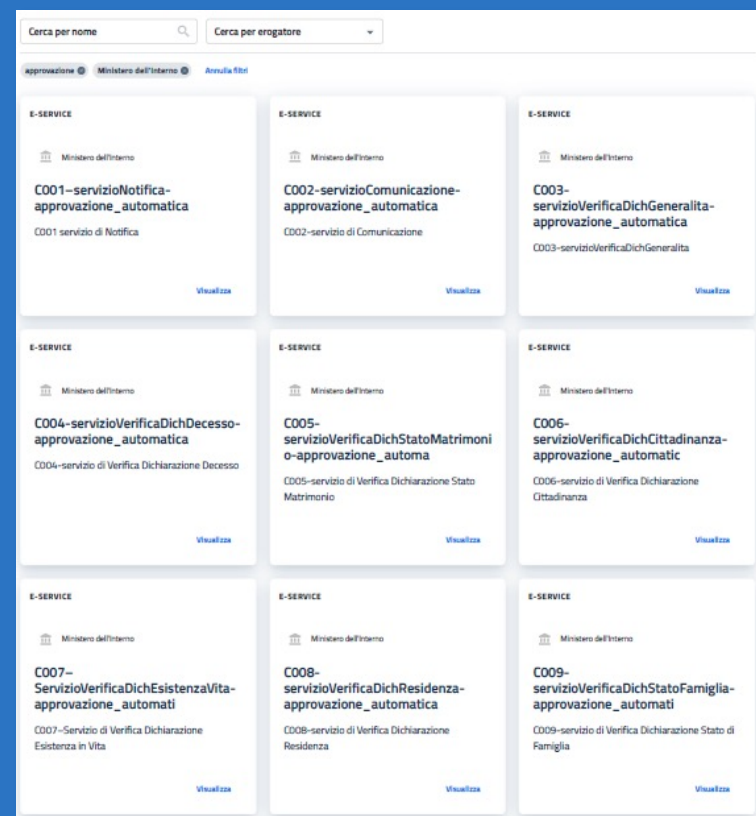 Cerca per nome
Cerca per erogatore
approvazione
Ministero dell'Interno
Annulla filtri
E-SERVICE
Ministero dell'Interno
C001–servizioNotifica-
approvazione_automatica
C001 servizio di Notifica
Visualizza
E-SERVICE
Ministero dell'Interno
C002-servizioComunicazione-
approvazione_automatica
C002-servizio di Comunicazione
Visualizza
E-SERVICE
Ministero dell'Interno
C003-
servizioVerificaDichGeneralita-
approvazione_automatica
C003-servizioVerificaDichGeneralita
Visualizza
E-SERVICE
Ministero dell'Interno
C004-servizioVerificaDichDecesso-
approvazione_automatica
C004-servizio di Verifica Dichiarazione Decesso
Visualizza
E-SERVICE
Ministero dell'Interno
C005-
servizioVerificaDichStatoMatrimoni
o-approvazione_automa
C005-servizio di Verifica Dichiarazione Stato
Matrimonio
Visualizza
E-SERVICE
Ministero dell'Interno
C006-
servizioVerificaDichCittadinanza-
approvazione_automatic
C006-servizio di Verifica Dichiarazione
Cittadinanza
Visualizza
E-SERVICE
Ministero dell'Interno
C007–
ServizioVerificaDichEsistenzaVita-
approvazione_automati
C007–Servizio di Verifica Dichiarazione
Esistenza in Vita
Visualizza
E-SERVICE
Ministero dell'Interno
C008-
servizioVerificaDichResidenza-
approvazione_automatica
C008-servizio di Verifica Dichiarazione
Residenza
Visualizza
E-SERVICE
Ministero dell'Interno
C009-
servizioVerificaDichStatoFamiglia-
approvazione_automati
C009-servizio di Verifica Dichiarazione Stato di
Famiglia
Visualizza